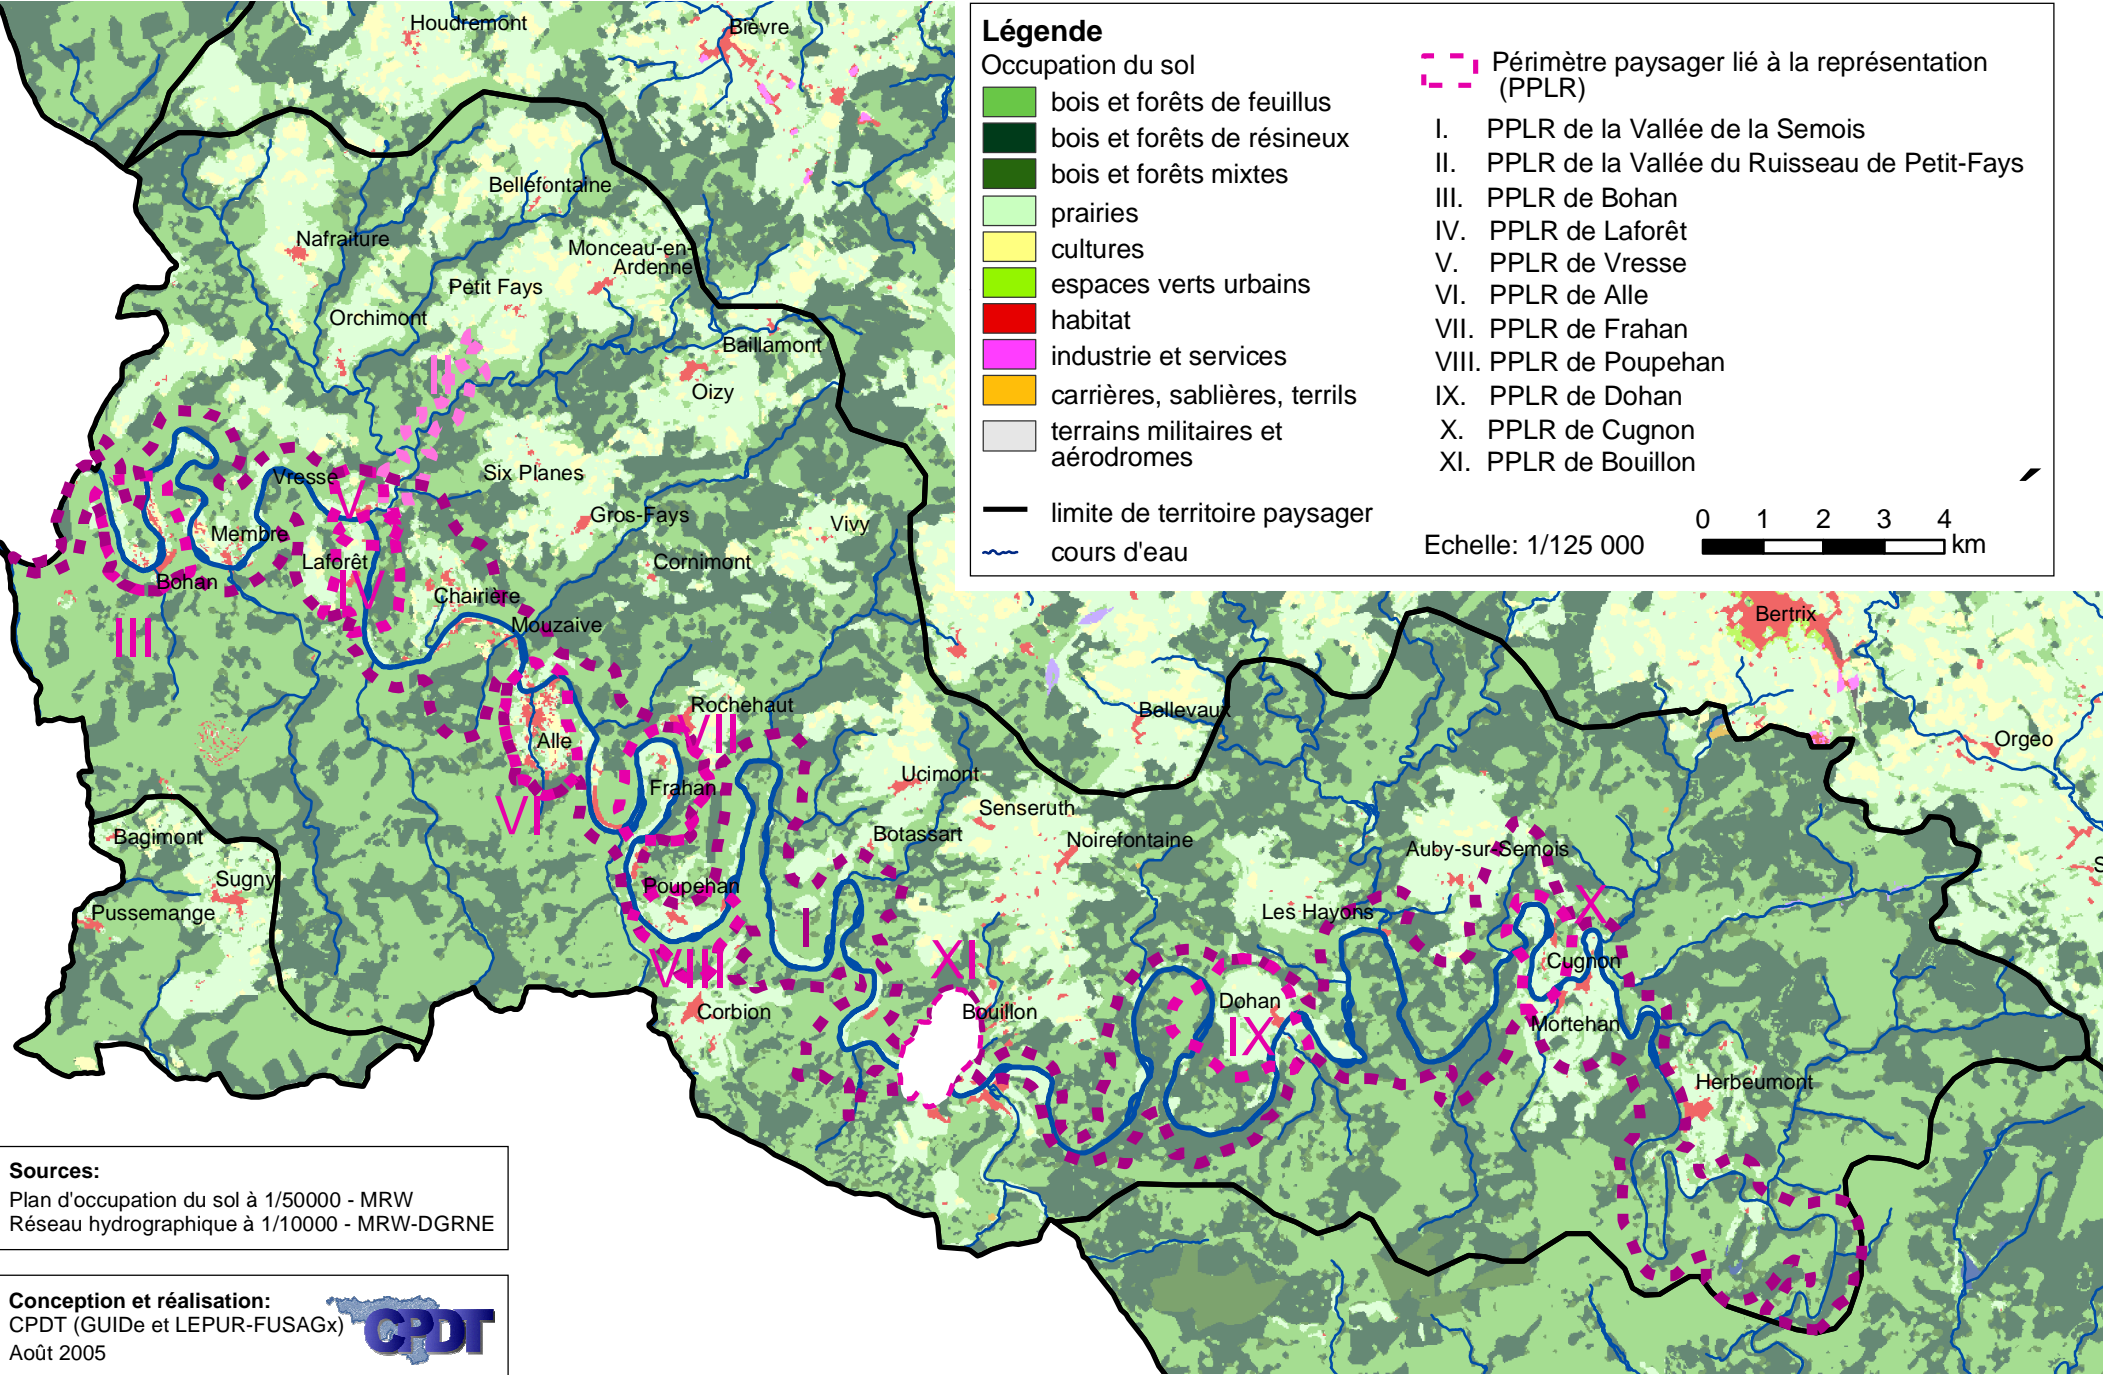 Houdremont
Bièvre
Bellefontaine
Nafraiture
Monceau-en-
Ardenne
Petit Fays
Orchimont
Baillamont
II
Oizy
Vresse
V
Six Planes
Gros-Fays
Vivy
Membre
Laforêt
Cornimont
Bohan
IV
Chairière
III
Mouzaive
Rochehaut
VII
Alle
Frahan
VI
Ucimont
Bagimont
Botassart
Senseruth
Noirefontaine
Sugny
Poupehan
Pussemange
I
VIII
XI
Corbion
Bouillon
Bellevaux
Bertrix
Orgeo
Auby-sur-Semois
Les Hayons
X
Cugnon
Dohan
IX
Mortehan
Herbeumont
S
Légende
Occupation du sol
bois et forêts de feuillus
bois et forêts de résineux
bois et forêts mixtes
prairies
cultures
espaces verts urbains
habitat
industrie et services
carrières, sablières, terrils
terrains militaires et
aérodromes
limite de territoire paysager
cours d'eau
Périmètre paysager lié à la représentation
(PPLR)
I. PPLR de la Vallée de la Semois
II. PPLR de la Vallée du Ruisseau de Petit-Fays
III. PPLR de Bohan
IV. PPLR de Laforêt
V. PPLR de Vresse
VI. PPLR de Alle
VII. PPLR de Frahan
VIII. PPLR de Poupehan
IX. PPLR de Dohan
X. PPLR de Cugnon
XI. PPLR de Bouillon
Echelle: 1/125 000
0 1 2 3 4 km
Sources:
Plan d'occupation du sol à 1/50000 - MRW
Réseau hydrographique à 1/10000 - MRW-DGRNE
Conception et réalisation:
CPDT (GUIDe et LEPUR-FUSAGx)
Août 2005
CPDT